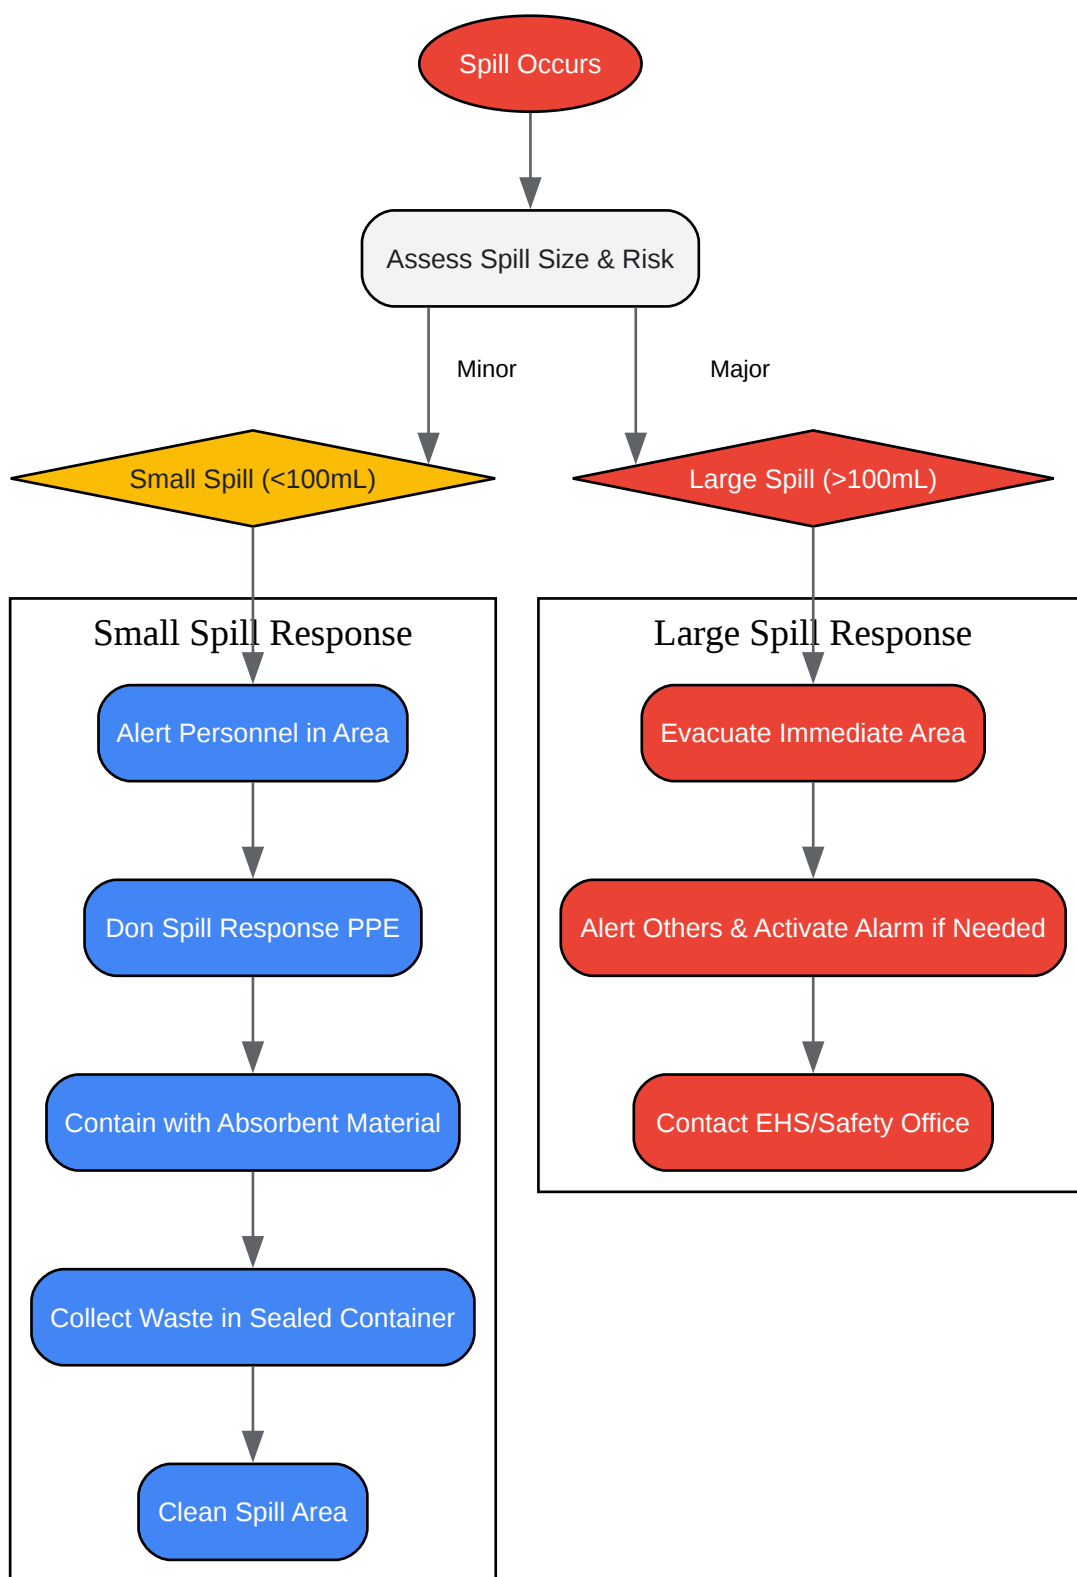 Spill Occurs
Assess Spill Size & Risk
Minor
Major
Small Spill (<100mL)
Large Spill (>100mL)
Small Spill Response
Alert Personnel in Area
Don Spill Response PPE
Contain with Absorbent Material
Collect Waste in Sealed Container
Clean Spill Area
Large Spill Response
Evacuate Immediate Area
Alert Others & Activate Alarm if Needed
Contact EHS/Safety Office